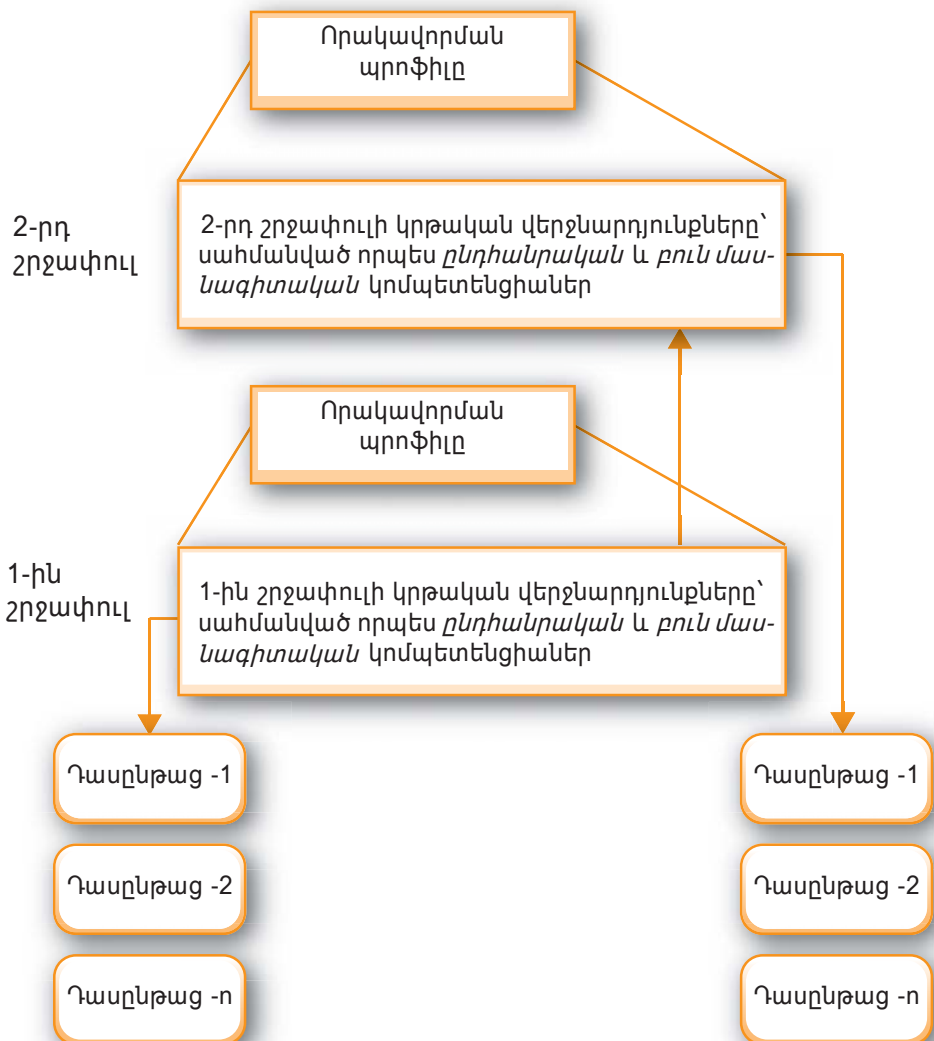 Որակավորման
պրոֆիլը
2-րդ
շրջափուլ
2-րդ շրջափուլի կրթական վերջնարդյունքները՝
սահմանված որպես ընդհանրական և բուն մաս-
նագիտական կոմպետենցիաներ
Որակավորման
պրոֆիլը
1-ին
շրջափուլ
1-ին շրջափուլի կրթական վերջնարդյունքները՝
սահմանված որպես ընդհանրական և բուն մաս-
նագիտական կոմպետենցիաներ
Դասընթաց -1
Դասընթաց -2
Դասընթաց -n
Դասընթաց -1
Դասընթաց -2
Դասընթաց -n